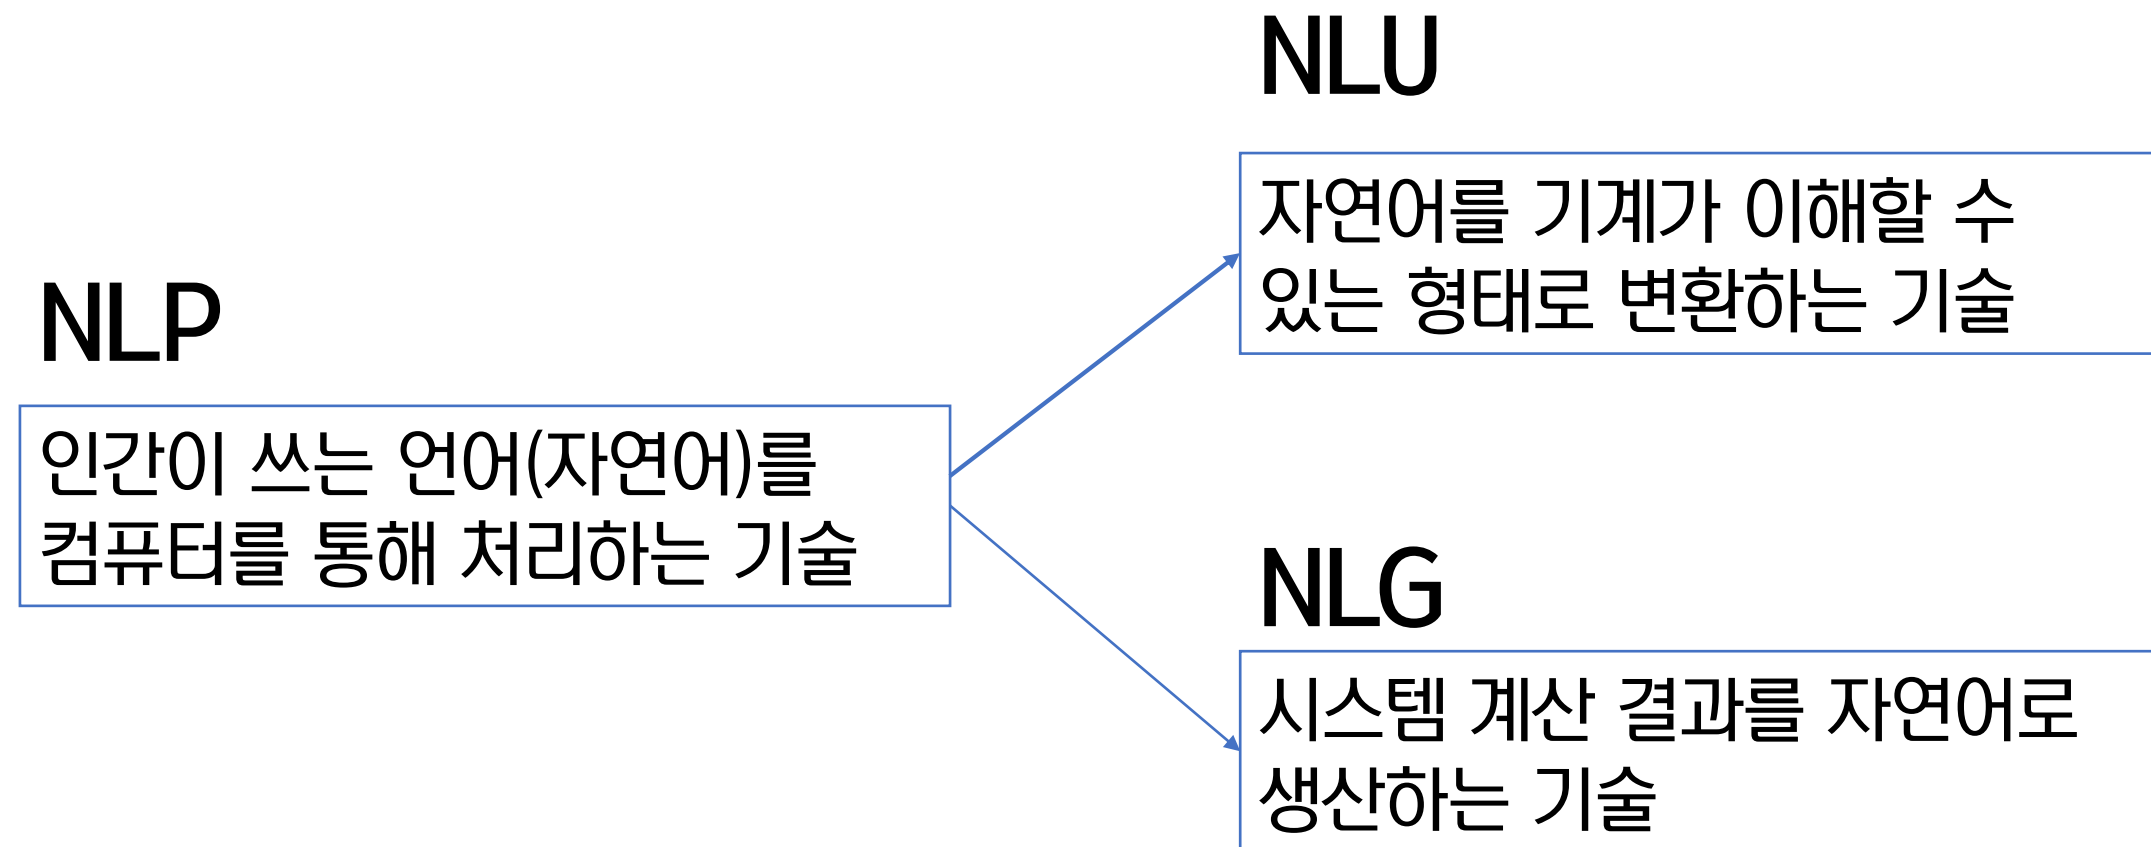 NLP
인간이 쓰는 언어(자연어)를
컴퓨터를 통해 처리하는 기술
NLU
자연어를 기계가 이해할 수
있는 형태로 변환하는 기술
NLG
시스템 계산 결과를 자연어로
생산하는 기술